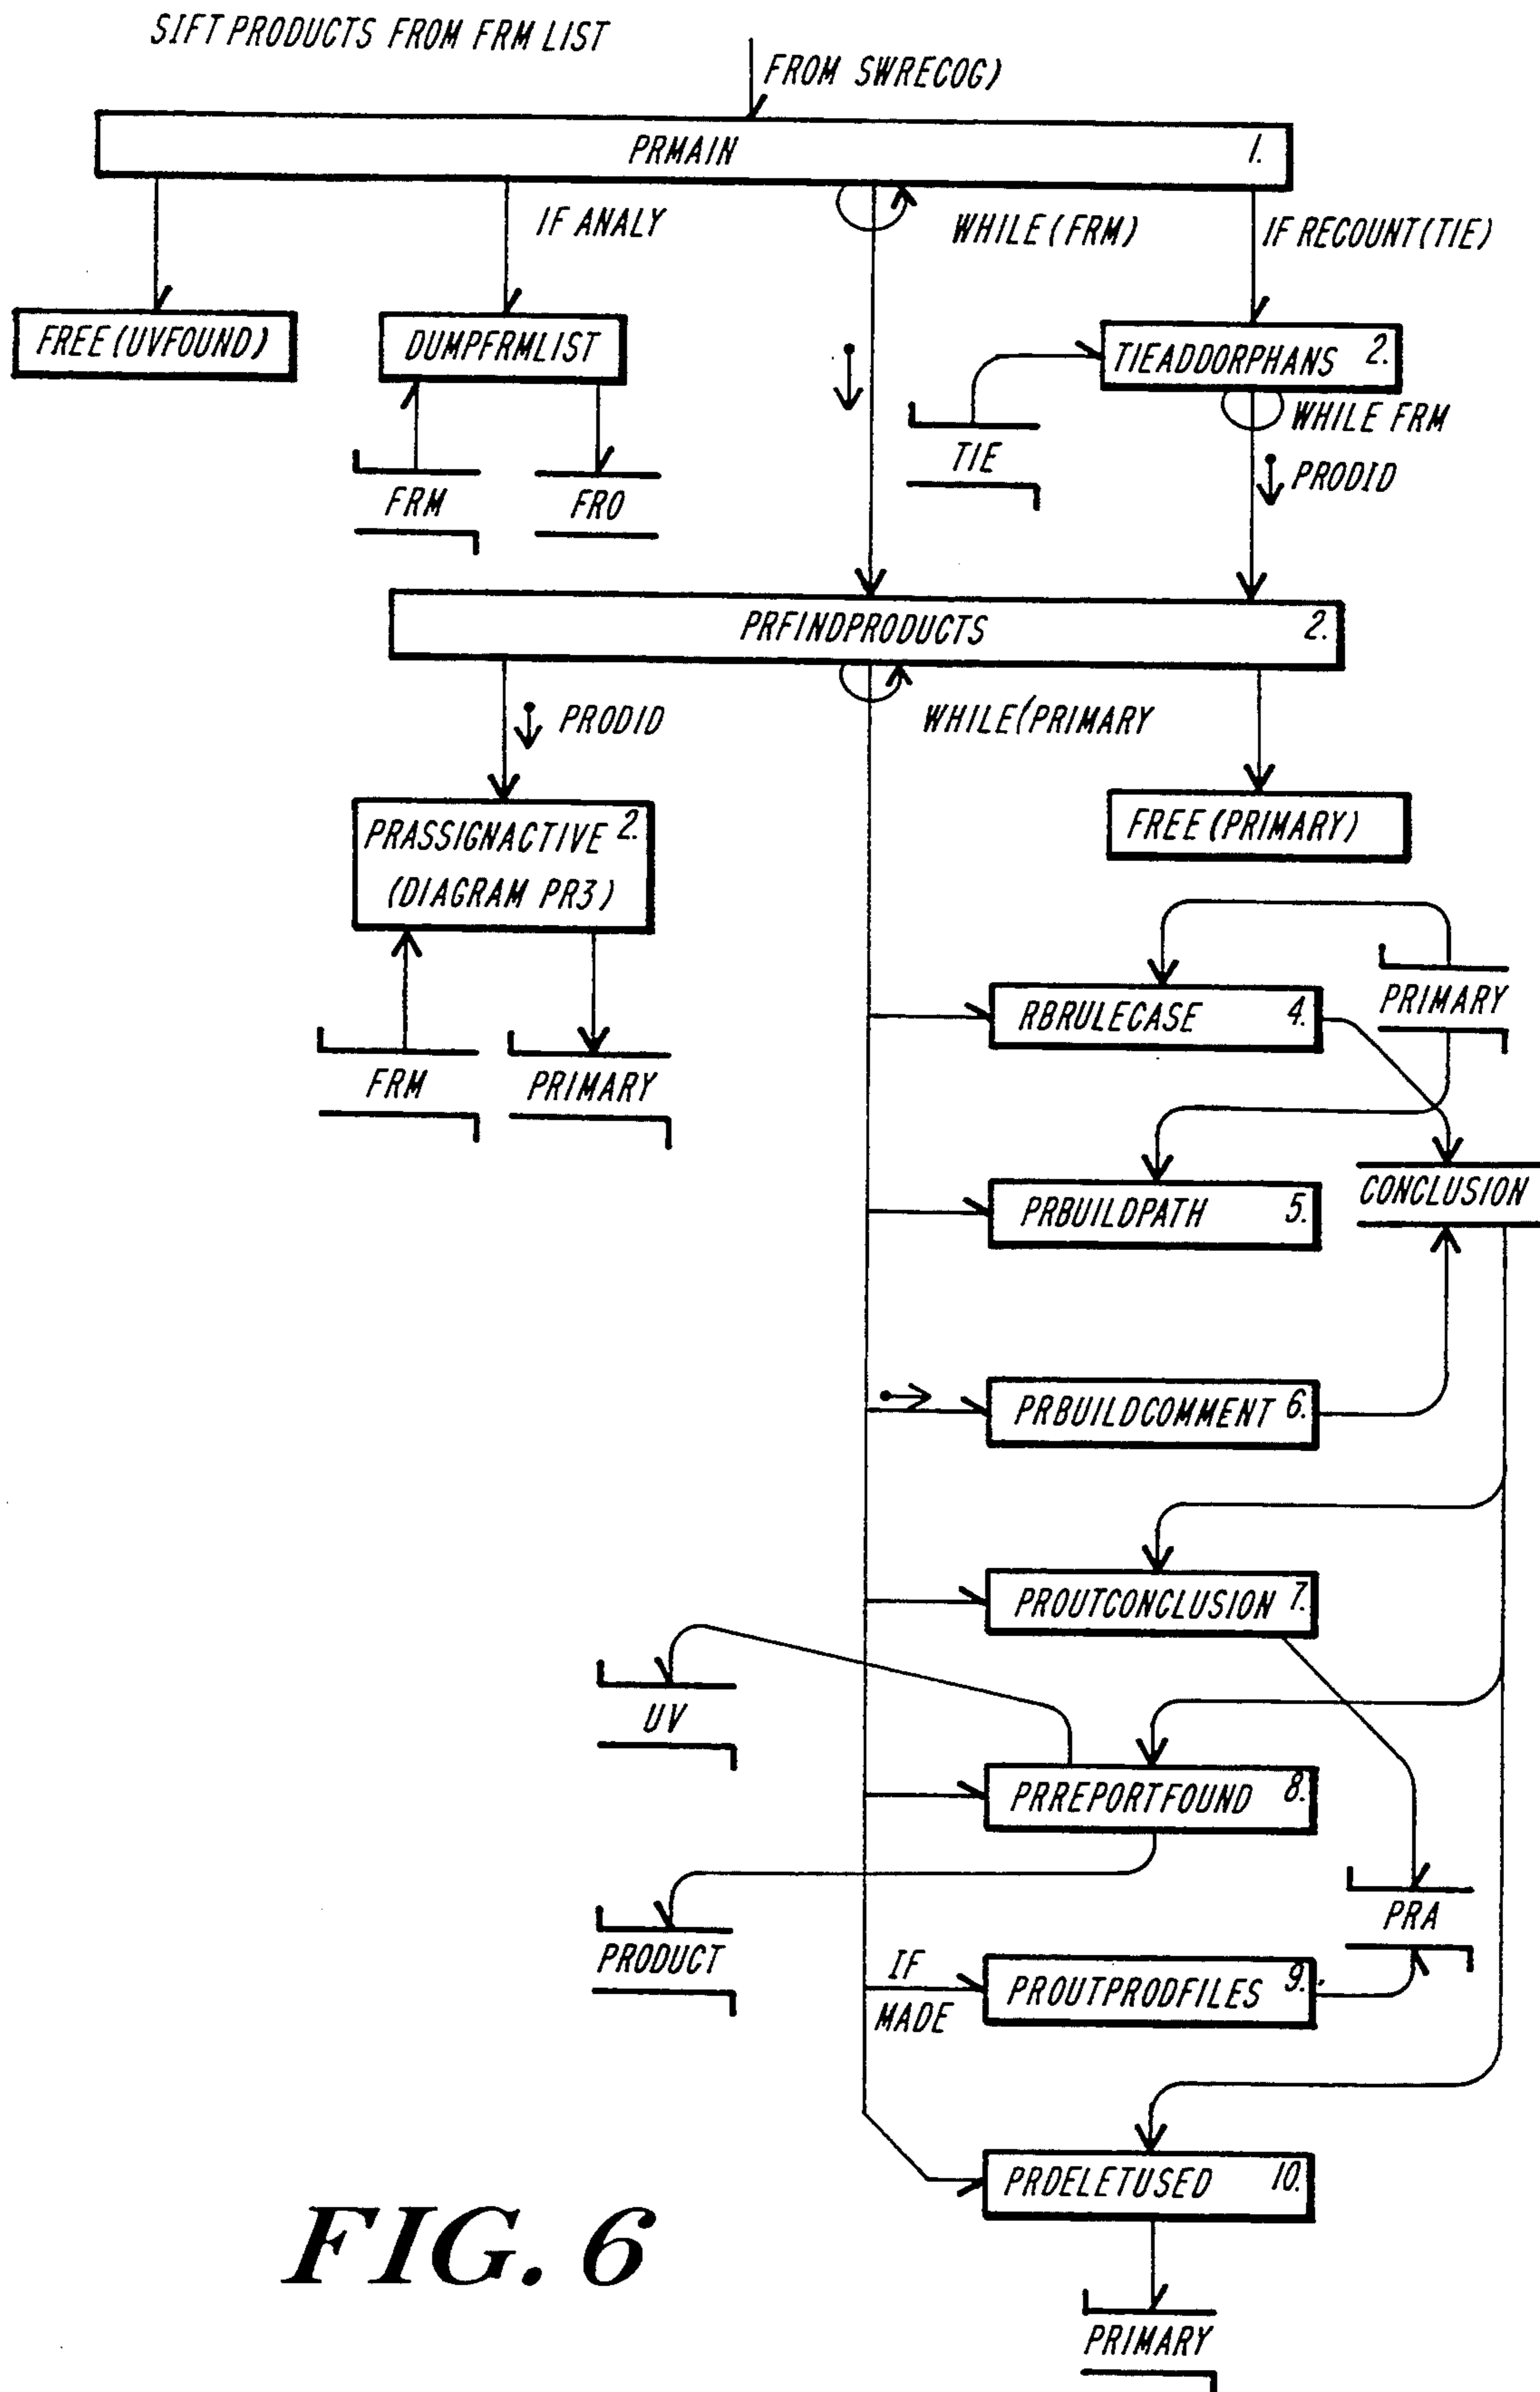 SIFT PRODUCTS FROM FRM LIST
FROM SWRECOG)
PRMAIN 1.
IF ANALY
WHILE (FRM)
IF RECOUNT (TIE)
FREE (UVFOUND)
DUMPFRMLIST
TIEADDORPHANS 2.
WHILE FRM
TIE
PRODID
FRM
FRO
PRFINDPRODUCTS 2.
PRODID
WHILE (PRIMARY
PRASSIGNACTIVE 2.
(DIAGRAM PR3)
FREE (PRIMARY)
RBRULECASE 4.
PRIMARY
FRM
PRIMARY
PRBUILDPATH 5.
CONCLUSION
PRBUILDCOMMENT 6.
PROUTCONCLUSION 7.
UV
PRREPORTFOUND 8.
PRA
PRODUCT
IF
MADE
PROUTPRODFILES 9.
PRDELETUSED 10.
FIG. 6
PRIMARY